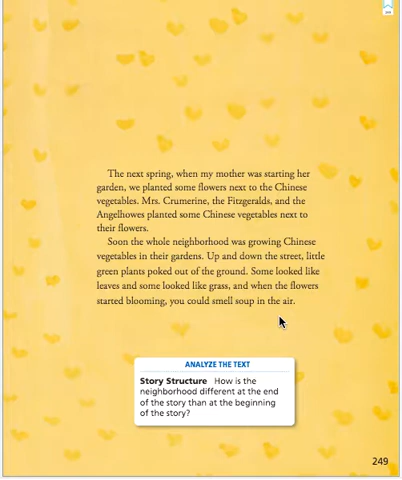 The next spring, when my mother was starting her
garden, we planted some flowers next to the Chinese
vegetables. Mrs. Crumerine, the Fitzgeralds, and the
Angelhowes planted some Chinese vegetables next to
their flowers.
Soon the whole neighborhood was growing Chinese
vegetables in their gardens. Up and down the street, little
green plants poked out of the ground. Some looked like
leaves and some looked like grass, and when the flowers
started blooming, you could smell soup in the air.
ANALYZE THE TEXT
Story Structure How is the
neighborhood different at the end
of the story than at the beginning
of the story?
249